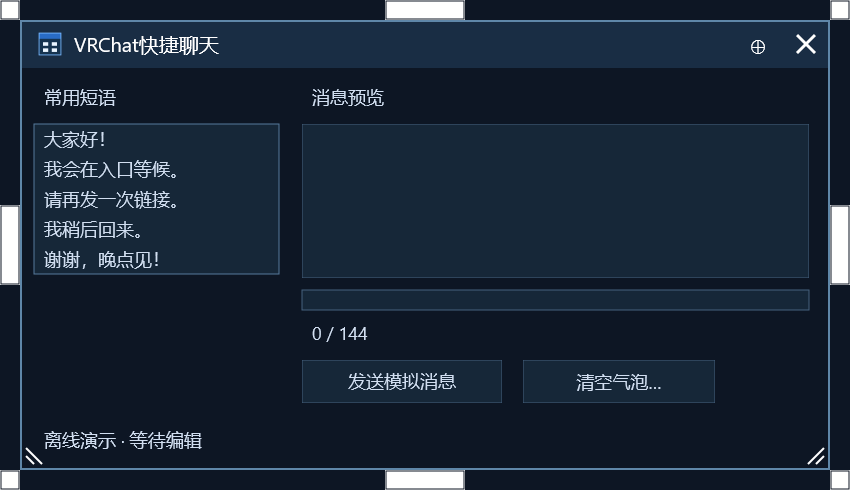 VRChat快捷聊天
常用短语
消息预览
大家好！
我会在入口等候。
请再发一次链接。
我稍后回来。
谢谢，晚点见！
0 / 144
发送模拟消息
清空气泡...
离线演示 · 等待编辑